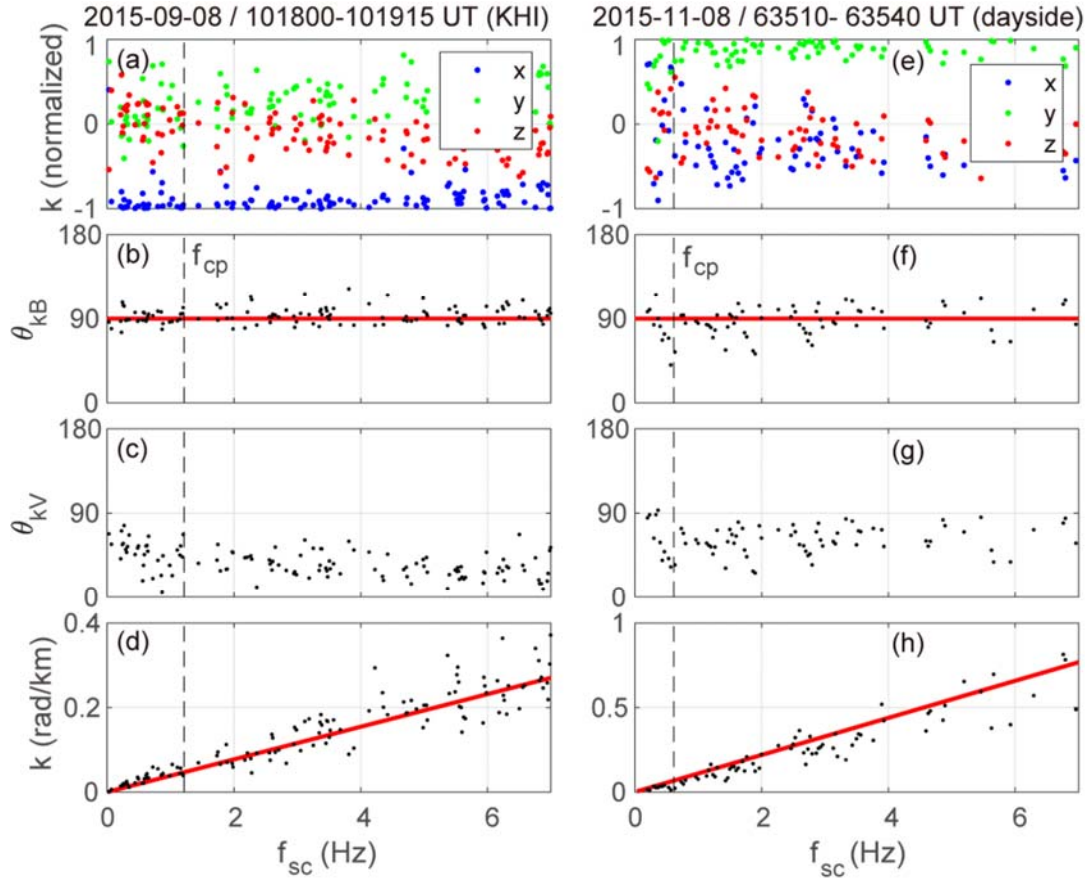 2015-09-08 / 101800-101915 UT (KHI)
2015-11-08 / 63510- 63540 UT (dayside)
(a)
x
y
z
k (normalized)
1
0
-1
(e)
x
y
z
1
0
-1
(b)
f_cp
θ_kB
180
90
0
(f)
f_cp
180
90
0
(c)
θ_kV
180
90
0
(g)
180
90
0
(d)
k (rad/km)
0.4
0.2
0
(h)
1
0.5
0
0 2 4 6
f_sc (Hz)
0 2 4 6
f_sc (Hz)